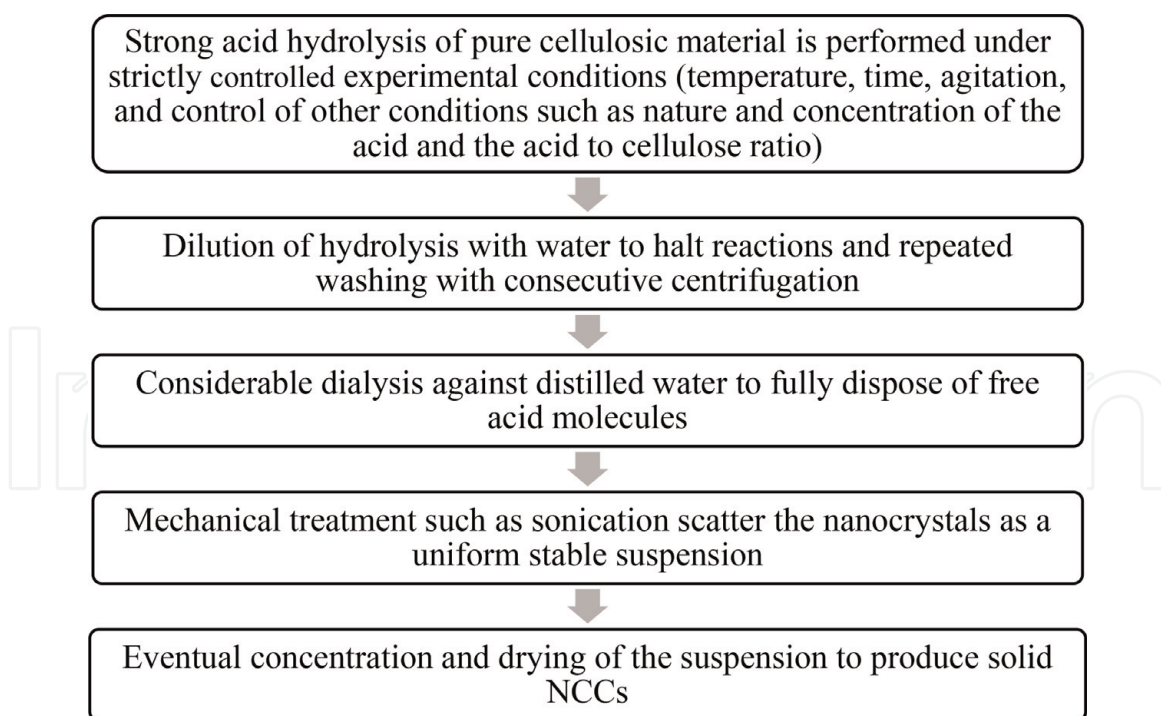 Strong acid hydrolysis of pure cellulosic material is performed under
strictly controlled experimental conditions (temperature, time, agitation,
and control of other conditions such as nature and concentration of the
acid and the acid to cellulose ratio)
Dilution of hydrolysis with water to halt reactions and repeated
washing with consecutive centrifugation
Considerable dialysis against distilled water to fully dispose of free
acid molecules
Mechanical treatment such as sonication scatter the nanocrystals as a
uniform stable suspension
Eventual concentration and drying of the suspension to produce solid
NCCs